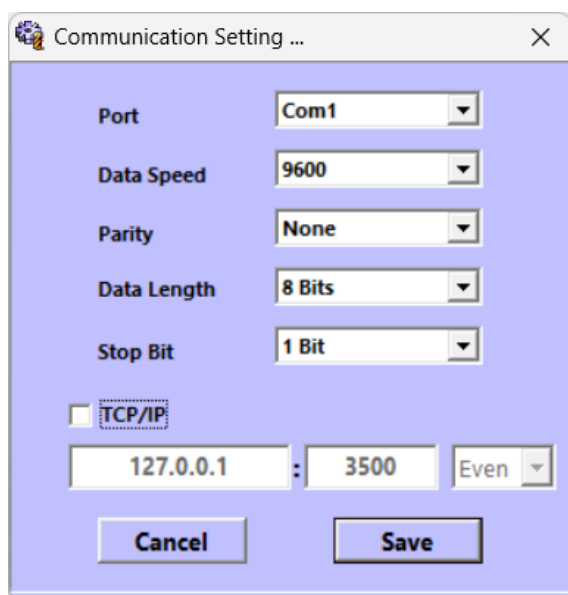 Communication Setting ...
Port Com1
Data Speed 9600
Parity None
Data Length 8 Bits
Stop Bit 1 Bit
TCP/IP
127.0.0.1 : 3500 Even
Cancel Save